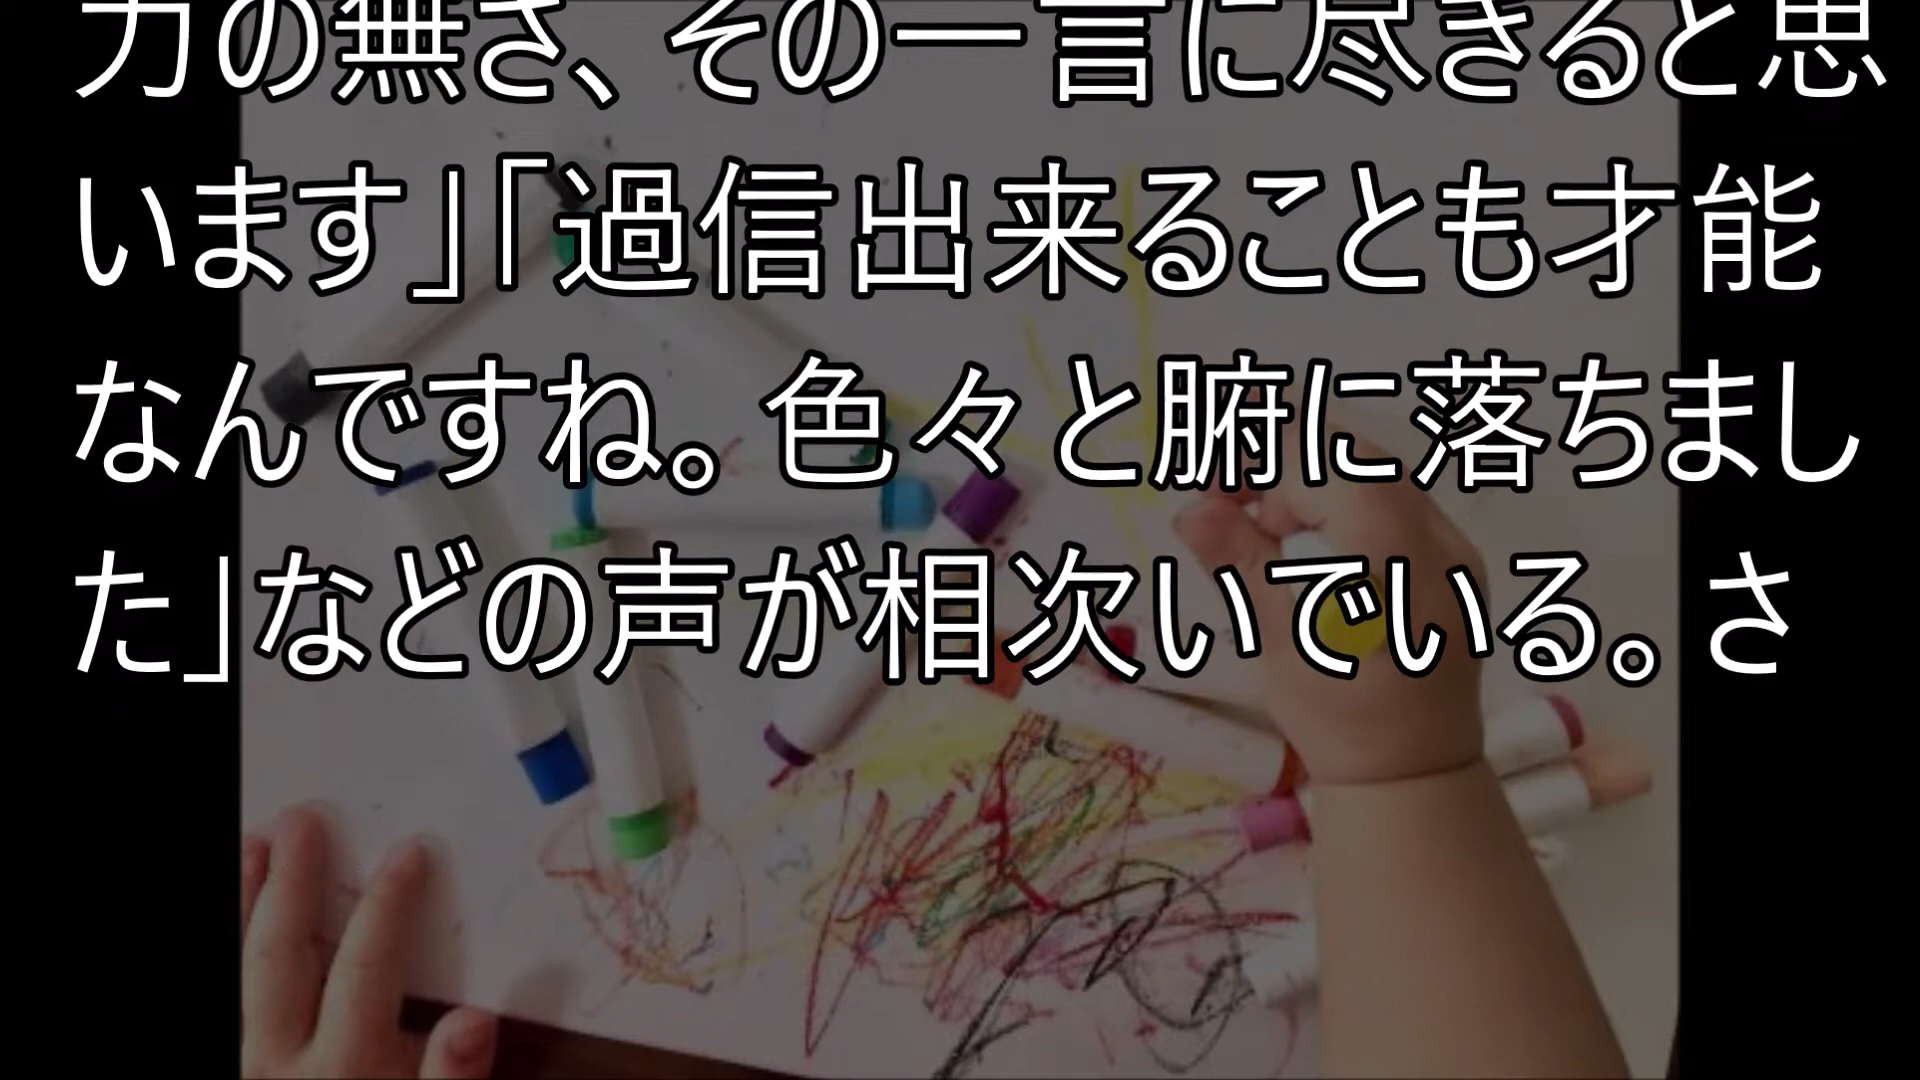 力の無さ、その一言に尽きると思
います」「過信出来ることも才能
なんですね。色々と腑に落ちまし
た」などの声が相次いでいる。さ